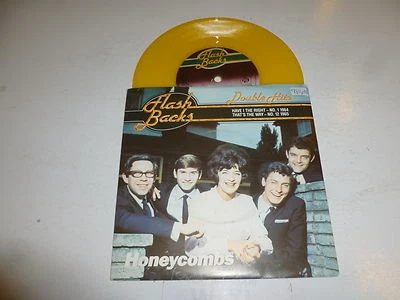 Flash
Backs
Flash
Backs
Double Hits
HAVE I THE RIGHT - NO. 1 1964
THAT'S THE WAY - NO. 12 1965
Honeycombs